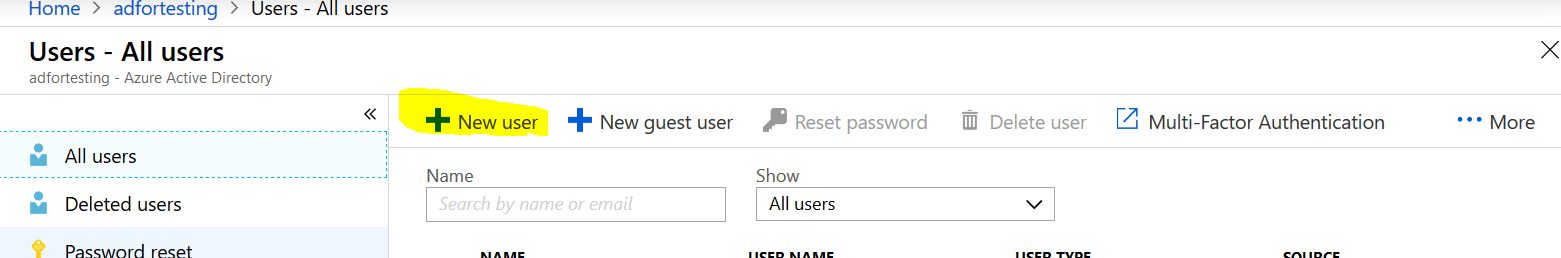 Home > adfortesting > Users - All users
Users - All users
adfortesting - Azure Active Directory
«
New user
New guest user
Reset password
Delete user
Multi-Factor Authentication
••• More
All users
Deleted users
Password reset
Name
Show
Search by name or email
All users
NAME
USER NAME
USER TYPE
SOURCE